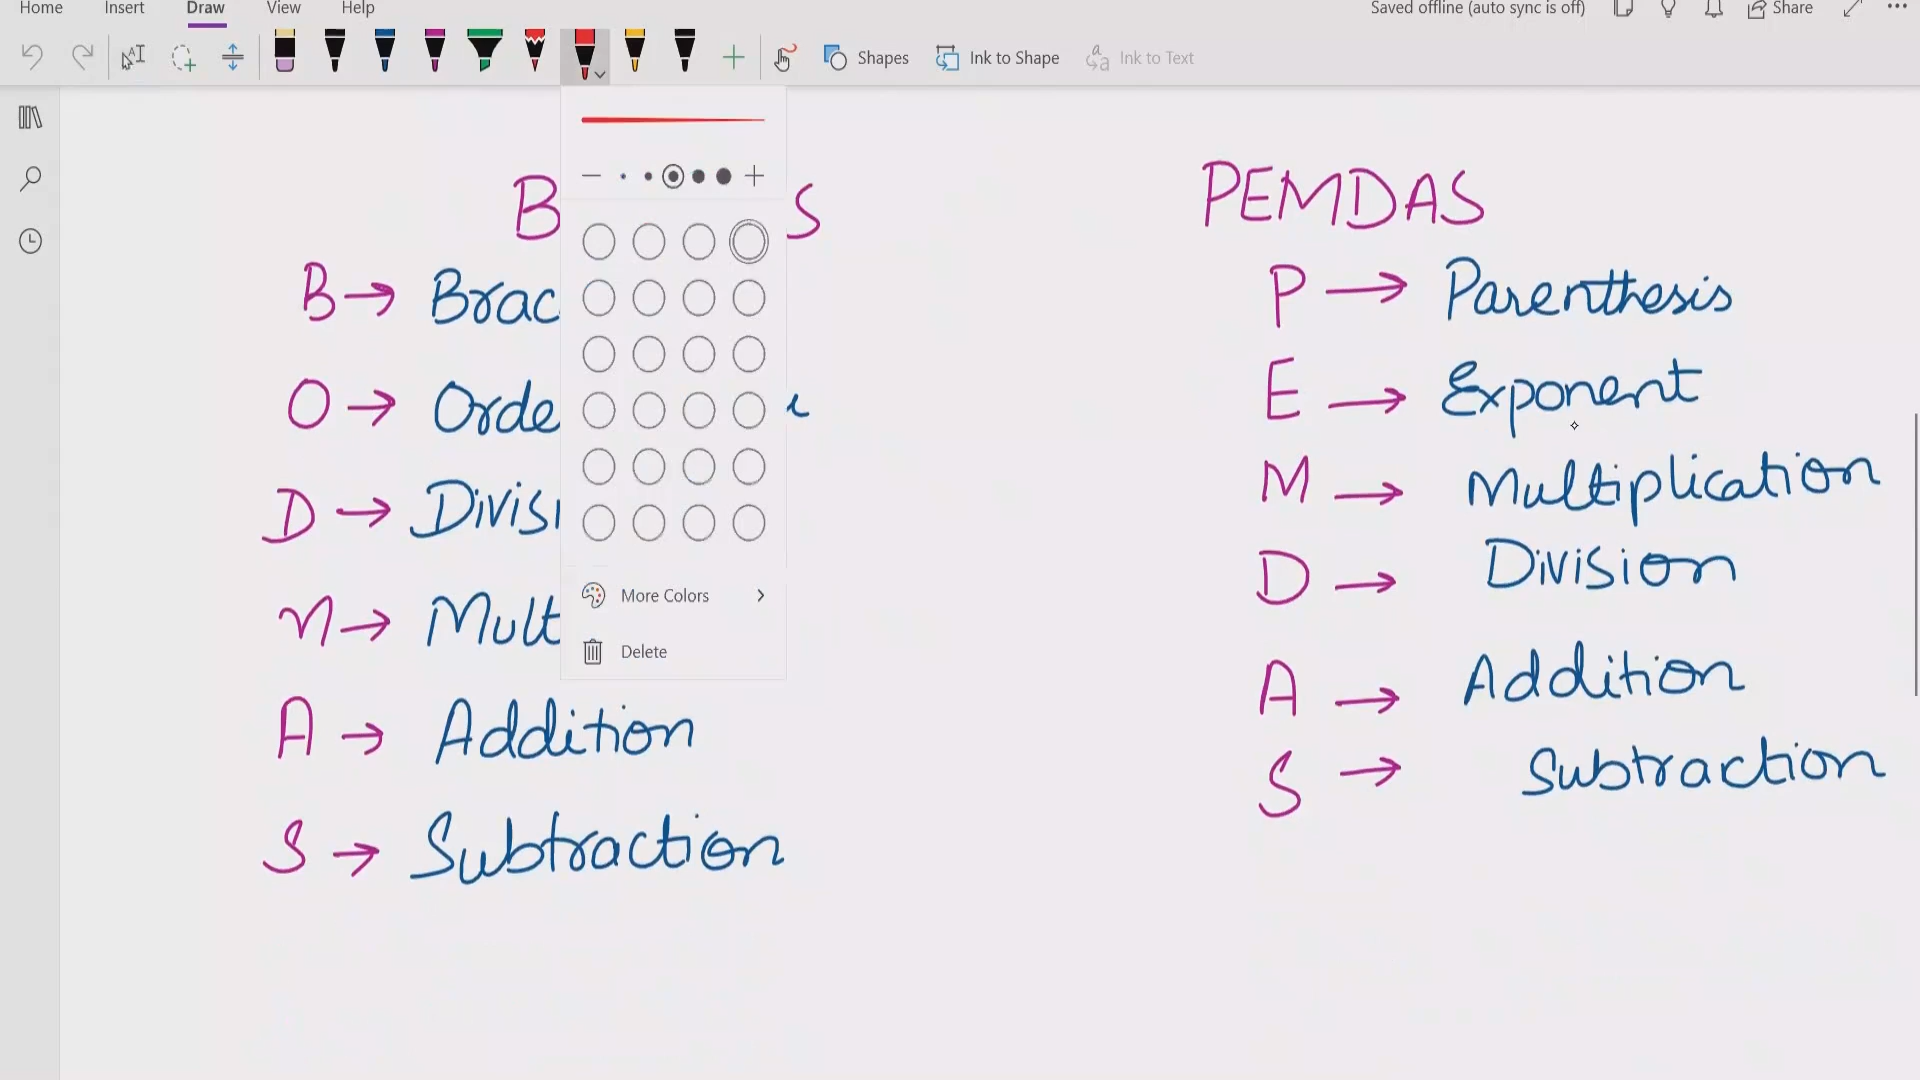 Home Insert Draw View Help Saved offline (auto sync is off) Share
Shapes Ink to Shape Ink to Text
B S
B → Brac
O → Orde
D → Divisi
M → Mult
A → Addition
S → Subtraction
More Colors
Delete
PEMDAS
P → Parenthesis
E → Exponent
M → Multiplication
D → Division
A → Addition
S → Subtraction